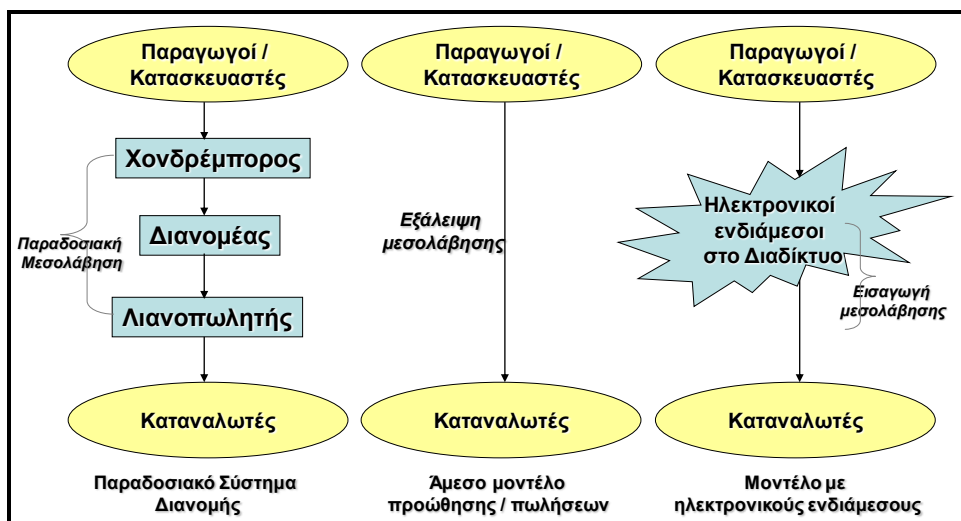 Παραγωγοί /
Κατασκευαστές
Χονδρέμπορος
Διανομέας
Λιανοπωλητής
Παραδοσιακή
Μεσολάβηση
Καταναλωτές
Παραδοσιακό Σύστημα
Διανομής
Παραγωγοί /
Κατασκευαστές
Εξάλειψη
μεσολάβησης
Καταναλωτές
Άμεσο μοντέλο
προώθησης / πωλήσεων
Παραγωγοί /
Κατασκευαστές
Ηλεκτρονικοί
ενδιάμεσοι
στο Διαδίκτυο
Εισαγωγή
μεσολάβησης
Καταναλωτές
Μοντέλο με
ηλεκτρονικούς ενδιάμεσους